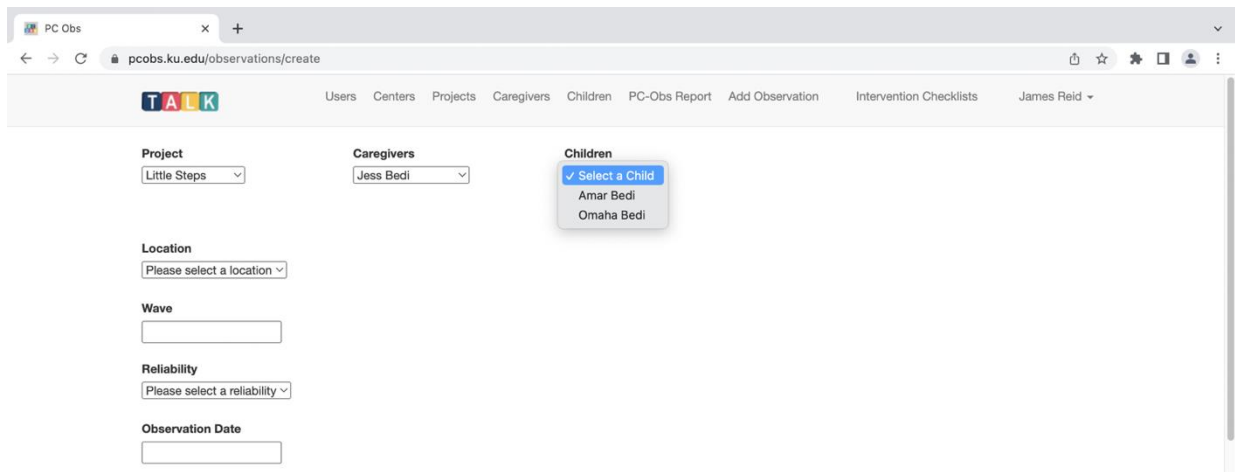 PC Obs
pcobs.ku.edu/observations/create
TALK Users Centers Projects Caregivers Children PC-Obs Report Add Observation Intervention Checklists James Reid
Project Caregivers Children
Little Steps Jess Bedi Select a Child
Amar Bedi
Omaha Bedi
Location
Please select a location
Wave
Reliability
Please select a reliability
Observation Date